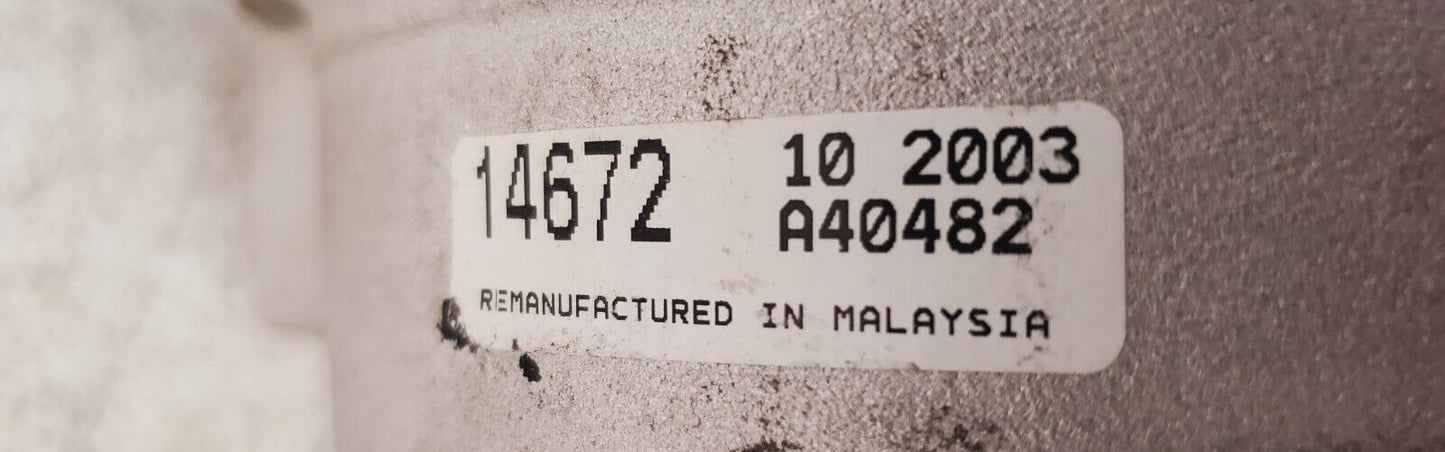 14672 10 2003
A40482
REMANUFACTURED IN MALAYSIA